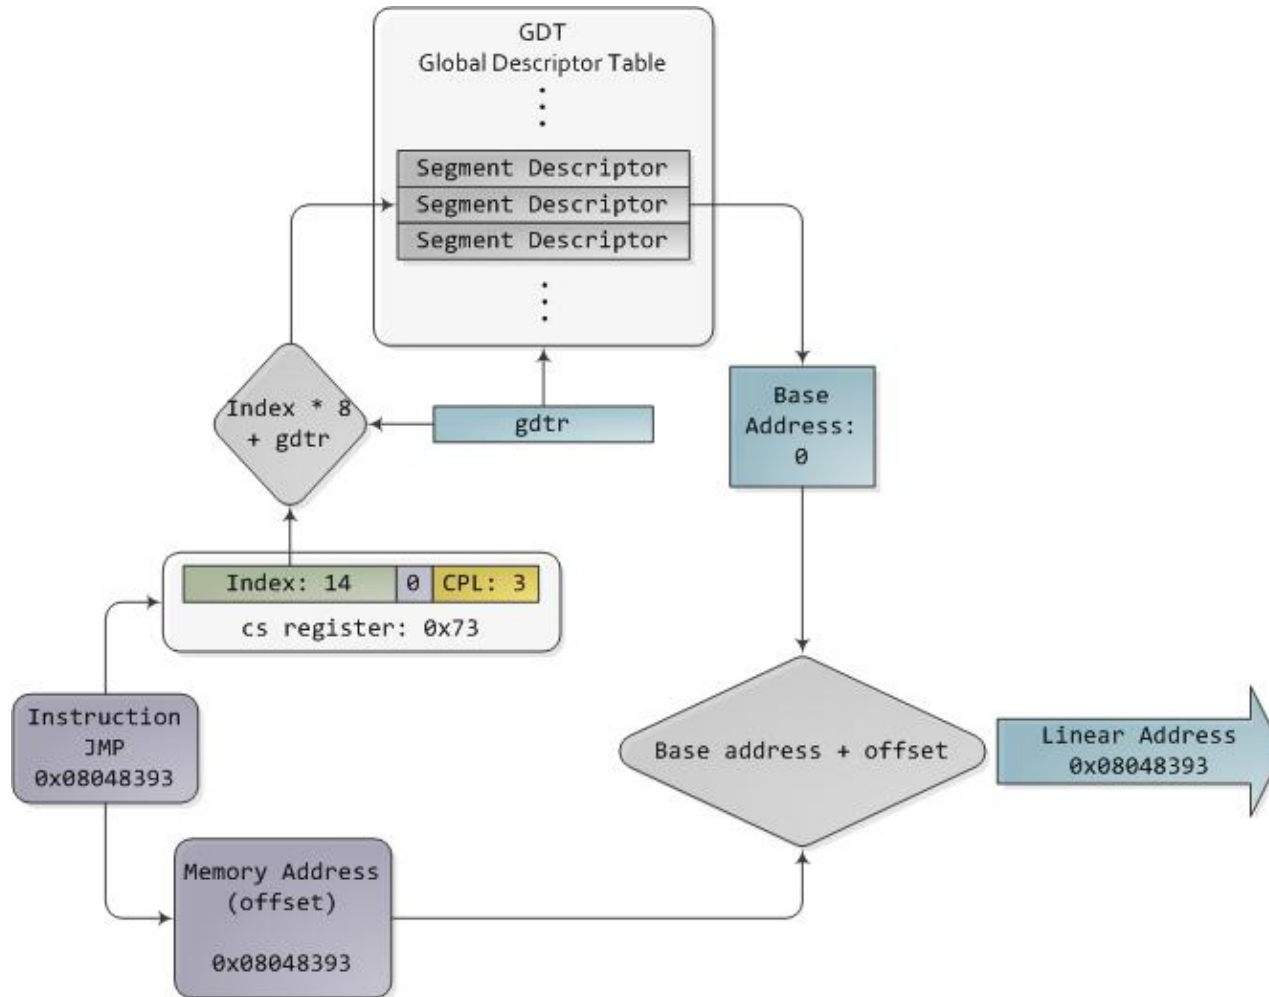 GDT
Global Descriptor Table
Segment Descriptor
Segment Descriptor
Segment Descriptor
Index * 8
+ gdtr
gdtr
Base
Address:
0
Index: 14 0 CPL: 3
cs register: 0x73
Instruction
JMP
0x08048393
Base address + offset
Linear Address
0x08048393
Memory Address
(offset)
0x08048393